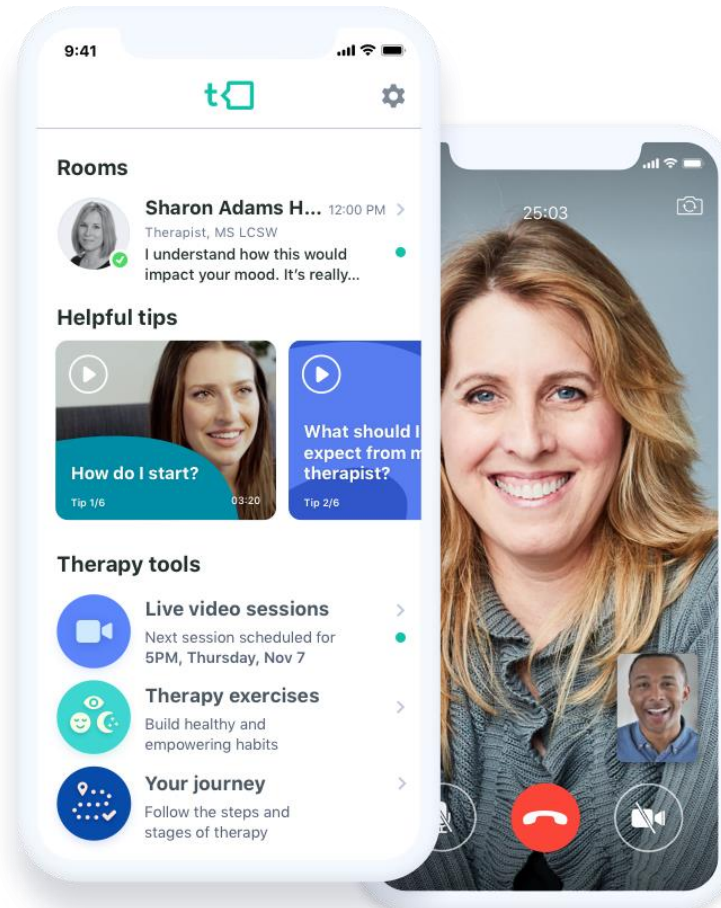 9:41
Rooms
Sharon Adams H... 12:00 PM
Therapist, MS LCSW
I understand how this would
impact your mood. It’s really...
Helpful tips
How do I start?
Tip 1/6 03:20
What should I
expect from m
therapist?
Tip 2/6
Therapy tools
Live video sessions
Next session scheduled for
5PM, Thursday, Nov 7
Therapy exercises
Build healthy and
empowering habits
Your journey
Follow the steps and
stages of therapy
25:03